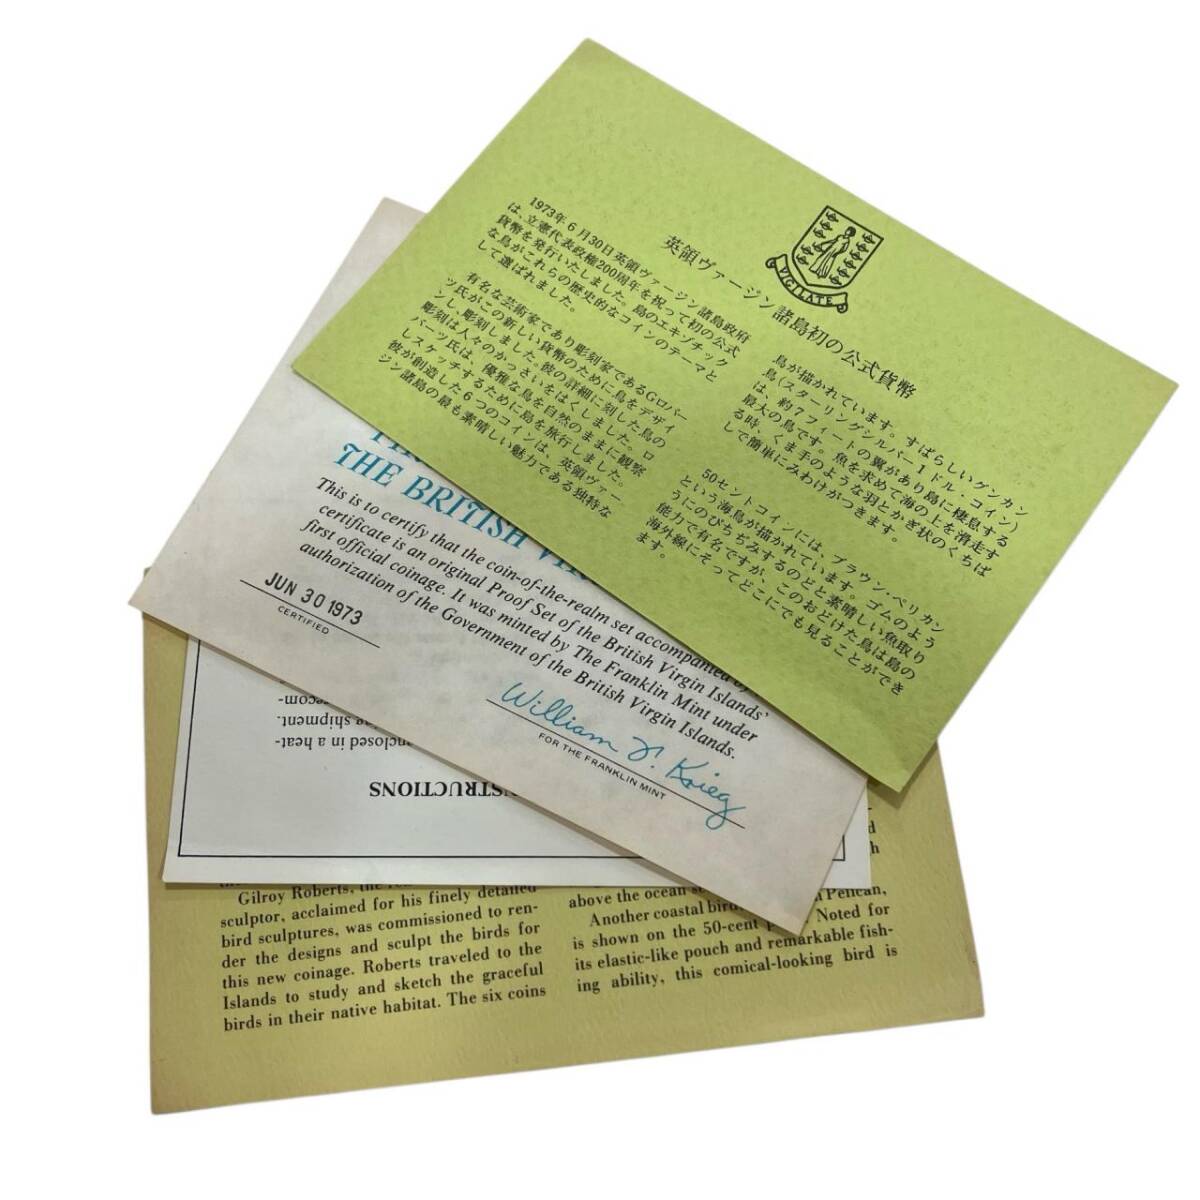 VIGILATE
英領ヴァージン諸島初の公式貨幣
1973年6月30日英領ヴァージン諸島政府
は、立憲代表政権200周年を祝って初の公式
貨幣を発行いたしました。島のエキゾチック
な鳥がこれらの歴史的なコインのテーマと
して選ばれました。
有名な芸術家であり彫刻家であるGロバー
ツ氏がこの新しい貨幣のために鳥をデザイ
ンし、彫刻しました。彼の詳細に刻した鳥の
彫刻は人々のかっさいをはくしました。ロ
バーツ氏は、優雅な鳥を自然のままに観察
しスケッチするために島を旅行しました。
彼が創造した6つのコインは、英領ヴァー
ジン諸島の最も素晴しい魅力である独特な
鳥が描かれています。すばらしいゲンカン
鳥(スターリングシルバー1ドル・コイン)
は、約7フィートの翼があり島に棲息する
最大の鳥です。魚を求めて海の上を滑走す
る時、くま手のような羽とかぎ状のくちば
しで簡単にみわけがつきます。
50セントコインには、ブラウン・ペリカン
という海鳥が描かれています。ゴムのよう
うにのびちぢみするのどと素晴しい魚取り
能力で有名ですが、このおどけた鳥は島の
海外線にそってどこにでも見ることができ
ます。
THE BRITISH
This is to certify that the coin-of-the-realm set accompanied by
certificate is an original Proof Set of the British Virgin Islands'
first official coinage. It was minted by The Franklin Mint under
authorization of the Government of the British Virgin Islands.
JUN 30 1973
CERTIFIED
William T. Krieg
FOR THE FRANKLIN MINT
STRUCTIONS
enclosed in a heat-
shipment.
recom-
Gilroy Roberts, the
sculptor, acclaimed for his finely detailed
bird sculptures, was commissioned to ren-
der the designs and sculpt the birds for
this new coinage. Roberts traveled to the
Islands to study and sketch the graceful
birds in their native habitat. The six coins
above the ocean
Another coastal bird, Pelican,
is shown on the 50-cent Noted for
its elastic-like pouch and remarkable fish-
ing ability, this comical-looking bird is